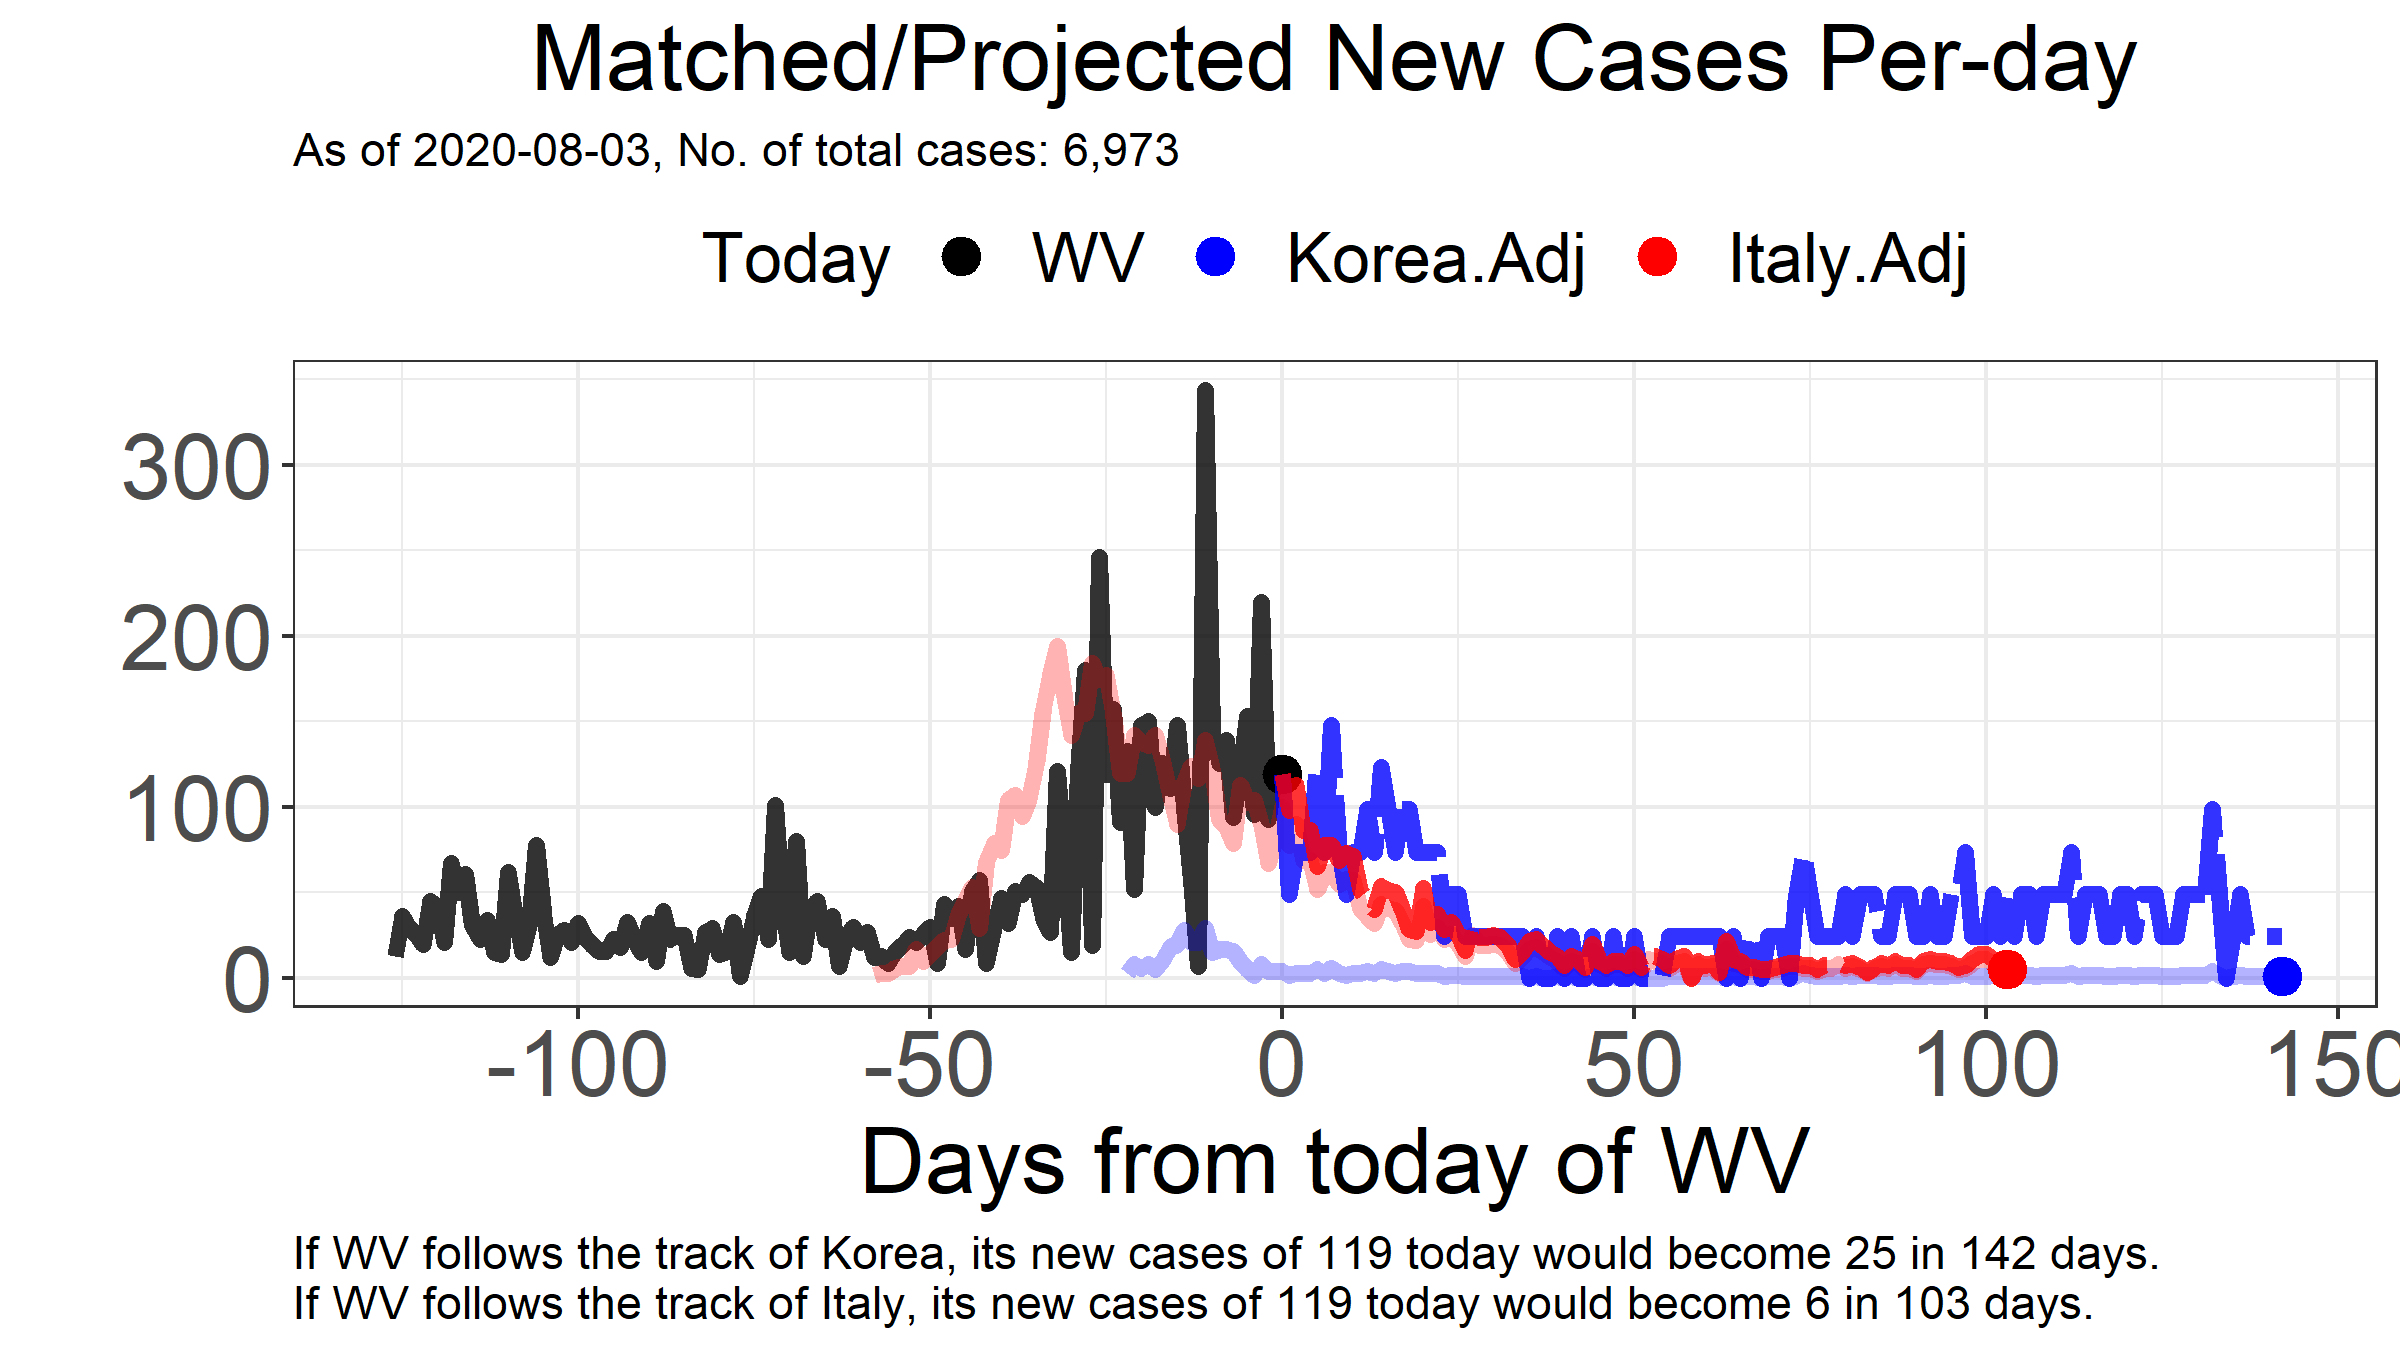 Matched/Projected New Cases Per-day
As of 2020-08-03, No. of total cases: 6,973
Today WV Korea.Adj Italy.Adj
300
200
100
0
-100 -50 0 50 100 150
Days from today of WV
If WV follows the track of Korea, its new cases of 119 today would become 25 in 142 days.
If WV follows the track of Italy, its new cases of 119 today would become 6 in 103 days.